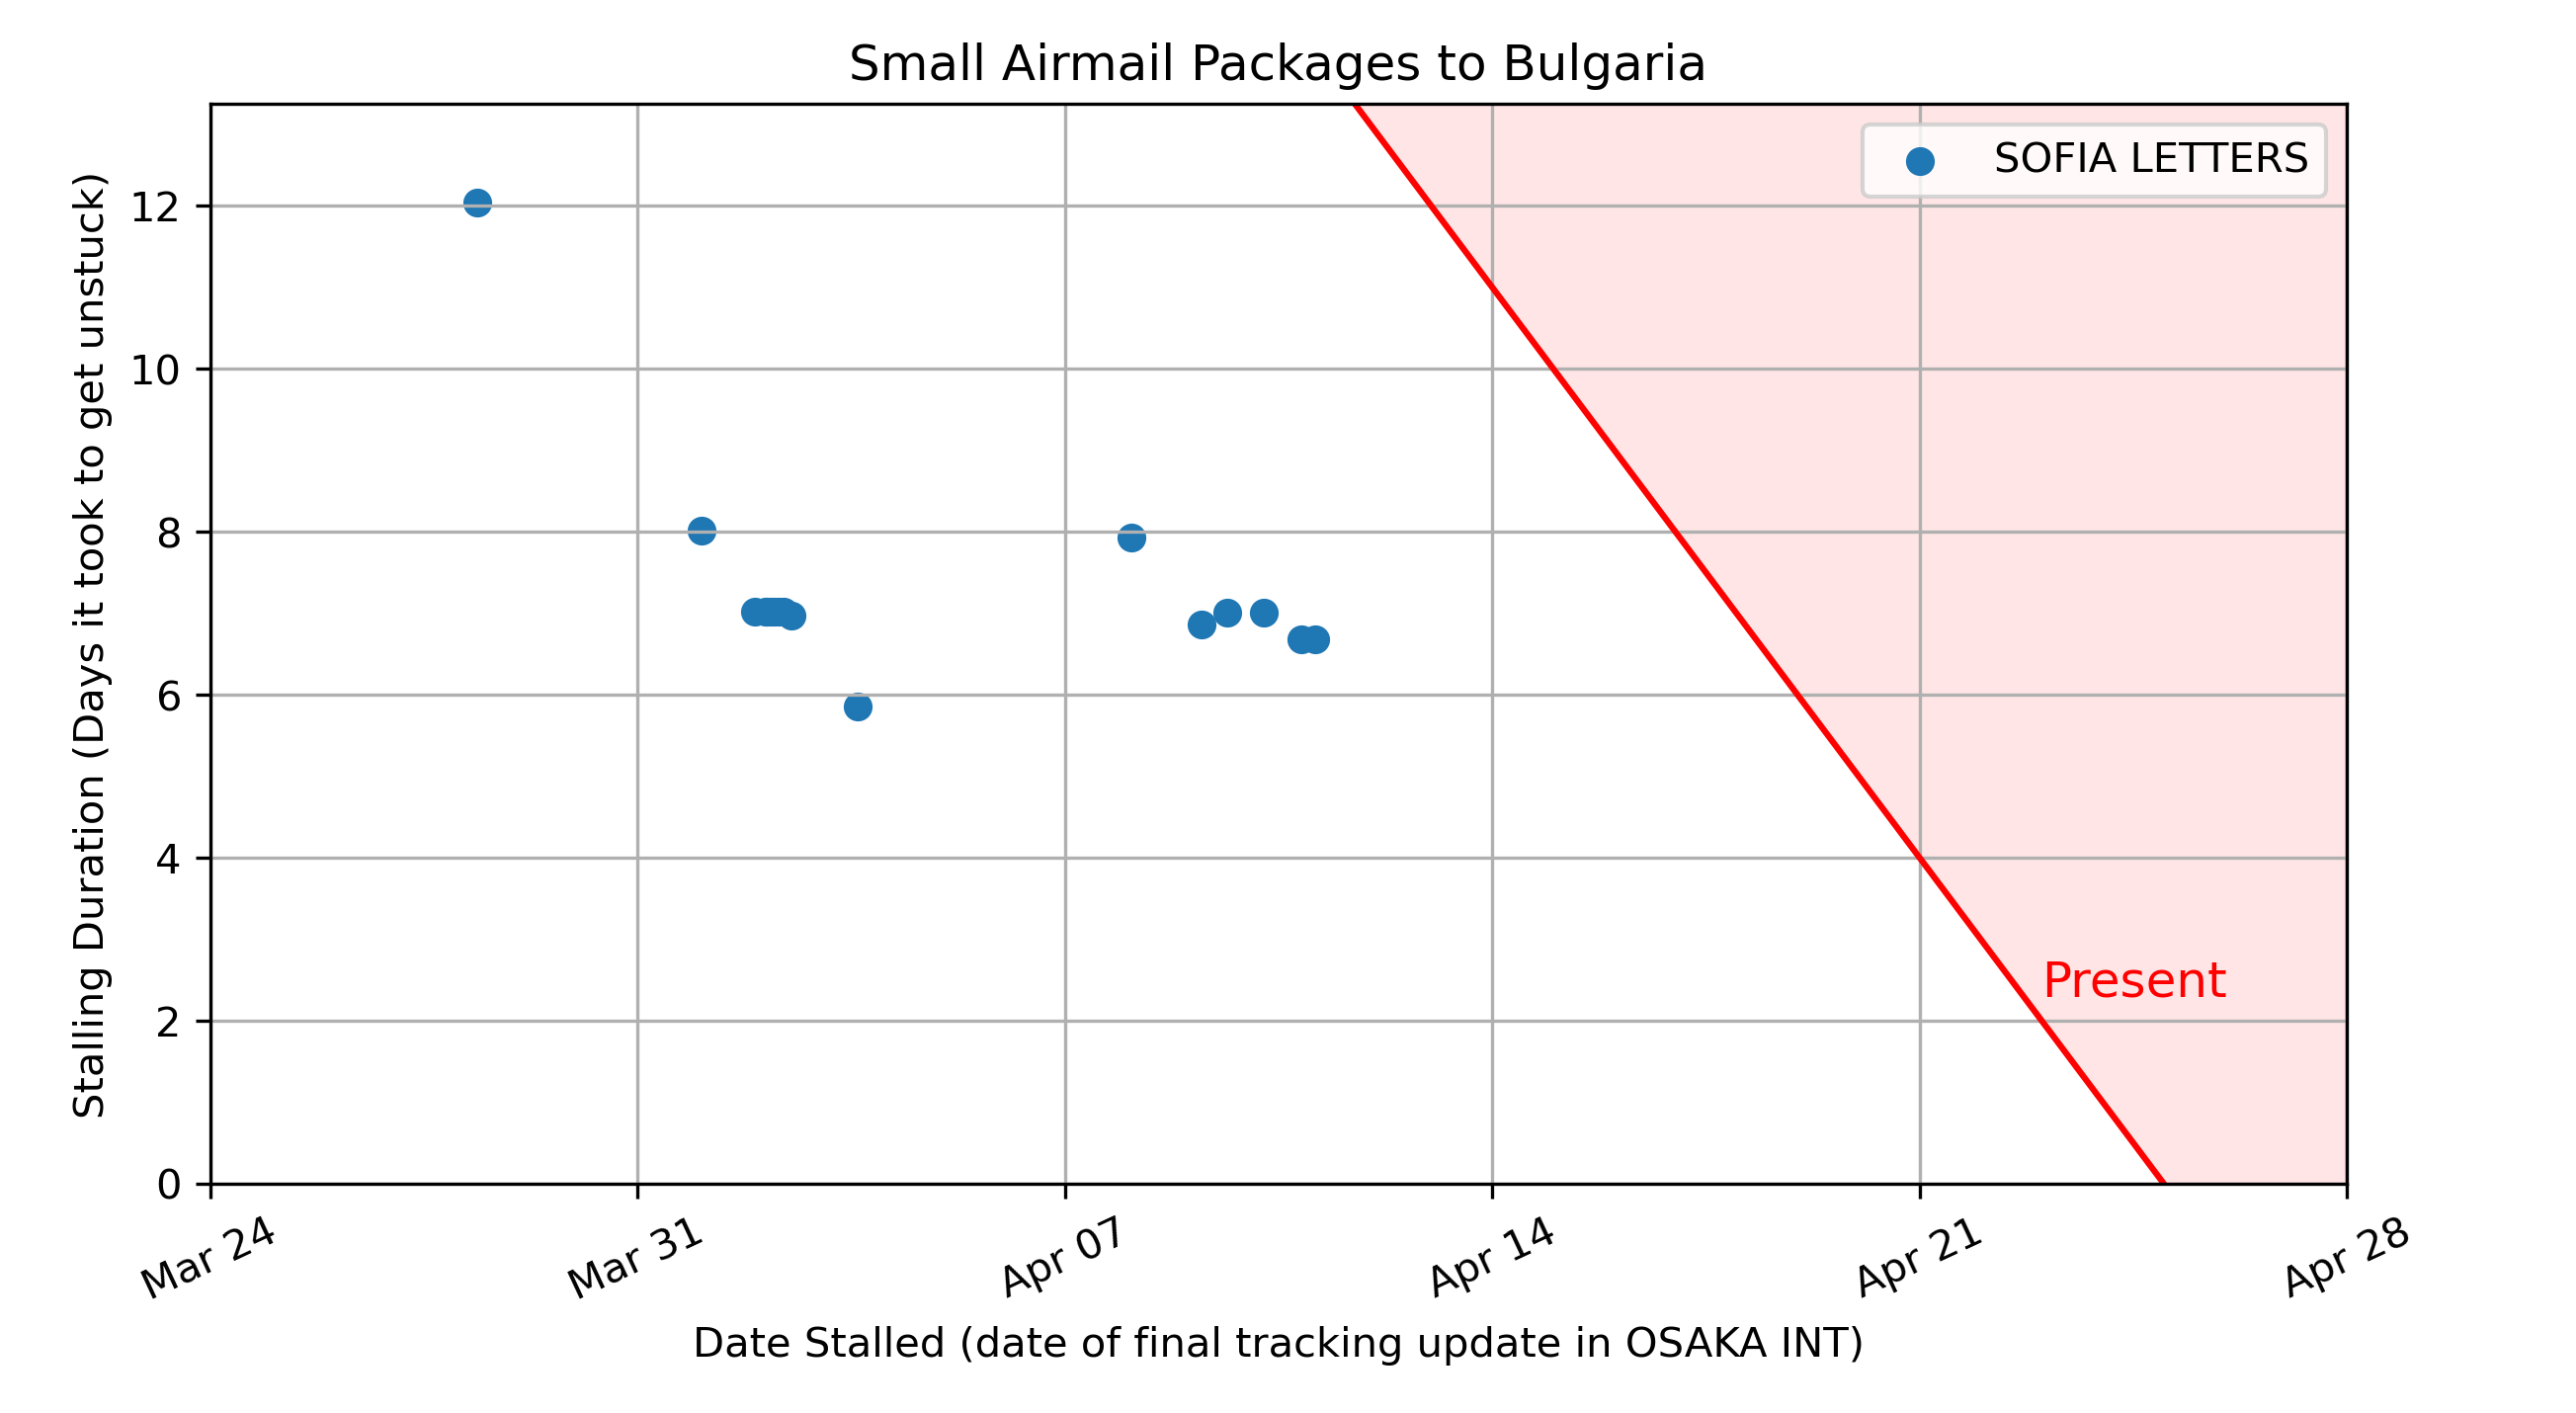 Small Airmail Packages to Bulgaria
SOFIA LETTERS
Stalling Duration (Days it took to get unstuck)
12
10
8
6
4
2
0
Present
Mar 24
Mar 31
Apr 07
Apr 14
Apr 21
Apr 28
Date Stalled (date of final tracking update in OSAKA INT)